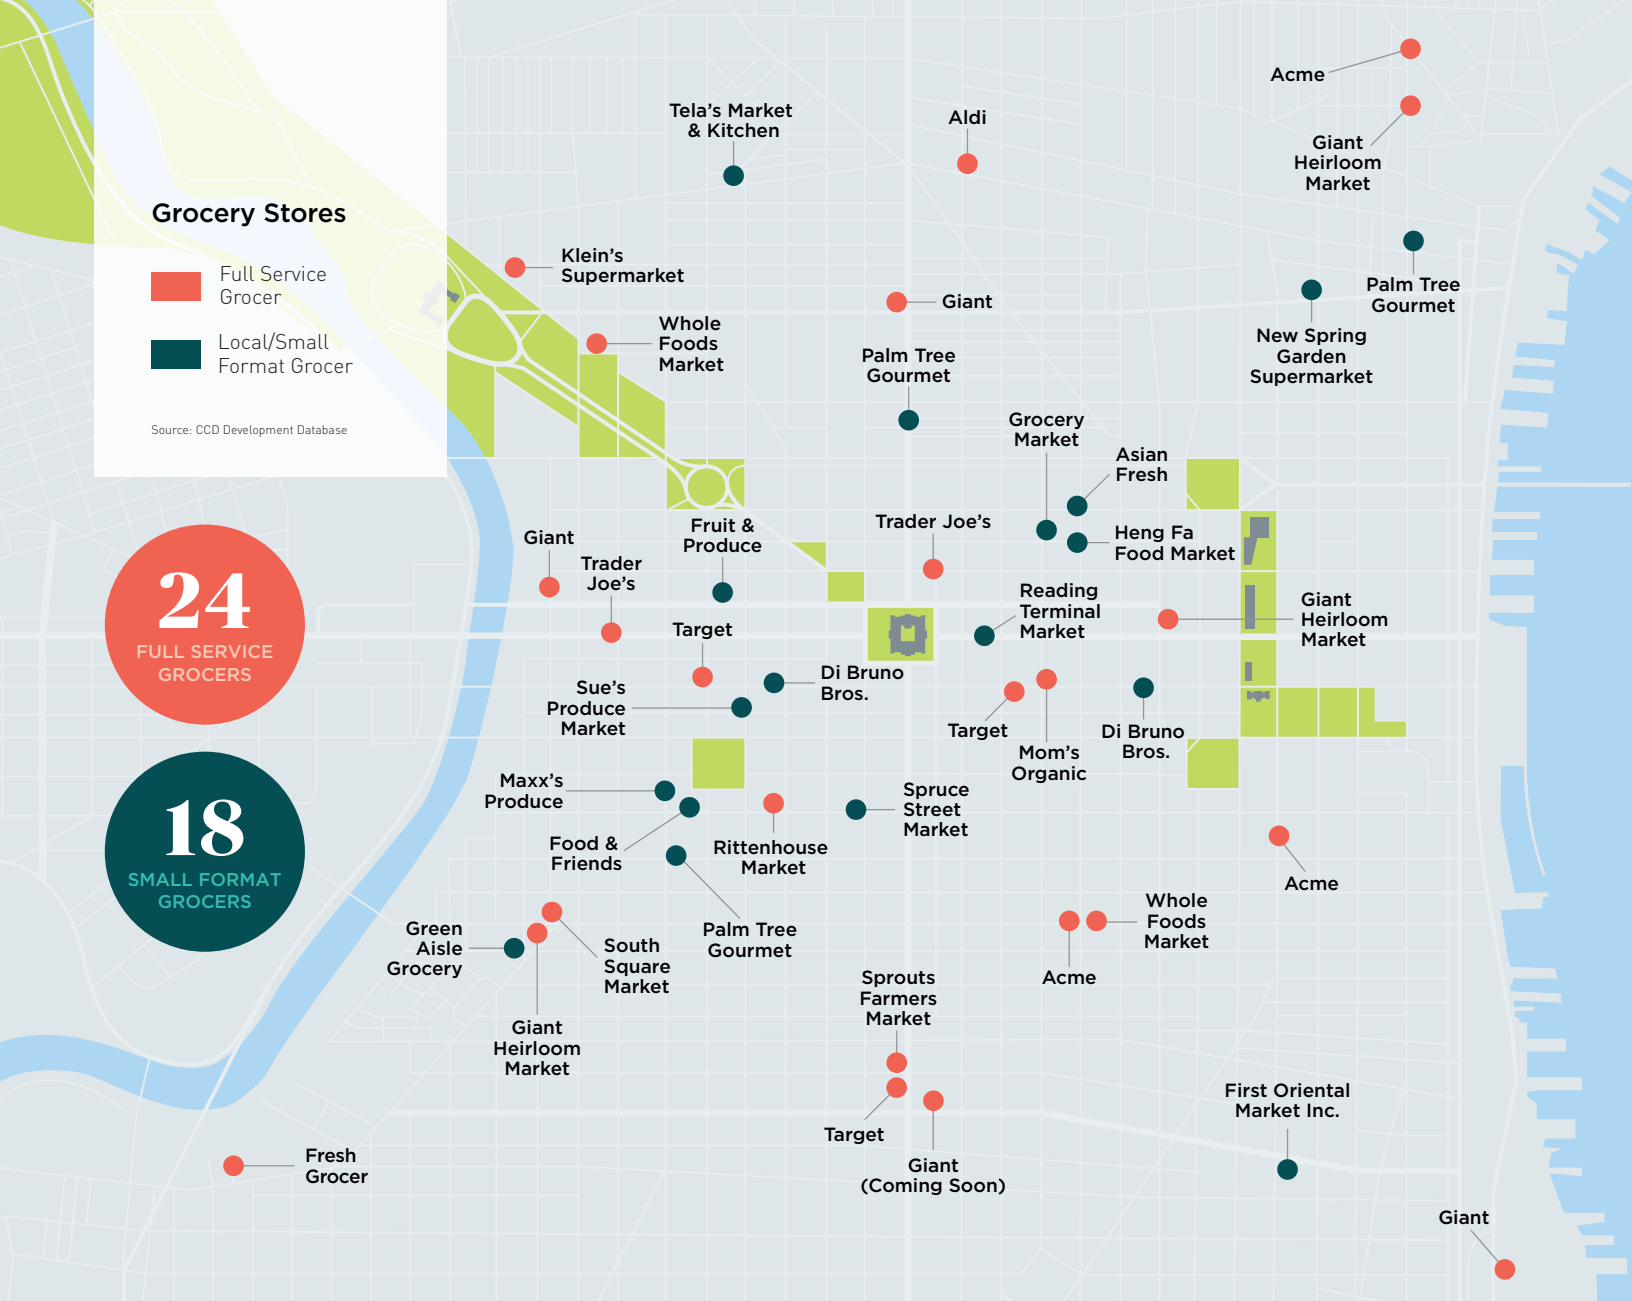 Grocery Stores
Full Service
Grocer
Local/Small
Format Grocer
Source: CCD Development Database
24
FULL SERVICE
GROCERS
18
SMALL FORMAT
GROCERS
Acme
Giant
Heirloom
Market
Tela’s Market
& Kitchen
Aldi
Klein’s
Supermarket
Giant
Palm Tree
Gourmet
Whole
Foods
Market
New Spring
Garden
Supermarket
Palm Tree
Gourmet
Grocery
Market
Asian
Fresh
Heng Fa
Food Market
Trader Joe’s
Fruit &
Produce
Giant
Trader
Joe’s
Target
Reading
Terminal
Market
Giant
Heirloom
Market
Di Bruno
Bros.
Sue’s
Produce
Market
Target
Mom’s
Organic
Di Bruno
Bros.
Maxx’s
Produce
Food &
Friends
Rittenhouse
Market
Spruce
Street
Market
Acme
Palm Tree
Gourmet
Whole
Foods
Market
Acme
Green
Aisle
Grocery
South
Square
Market
Giant
Heirloom
Market
Sprouts
Farmers
Market
Target
Giant
(Coming Soon)
First Oriental
Market Inc.
Fresh
Grocer
Giant